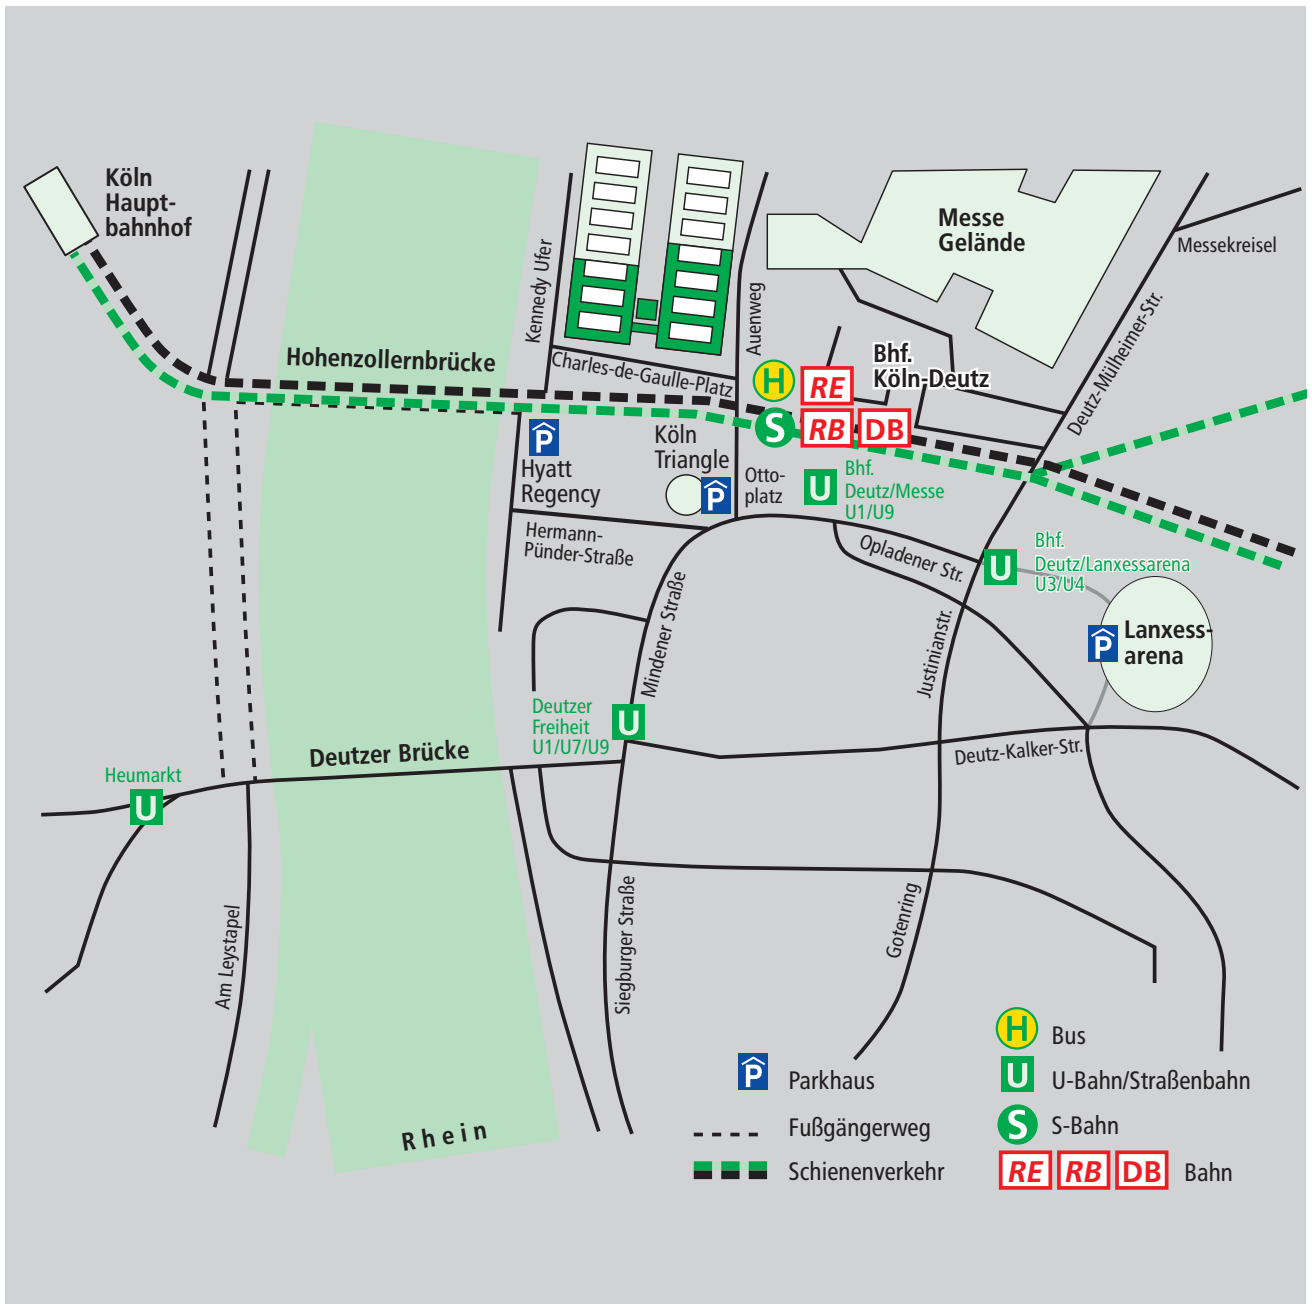 Köln
Haupt-
bahnhof
Messe
Gelände
Messekreisel
Kennedy Ufer
Auenweg
Deutz-Mülheimer-Str.
Hohenzollernbrücke
Charles-de-Gaulle-Platz
Bhf.
Köln-Deutz
H
RE
S
RB
DB
P
Hyatt
Regency
Köln
Triangle
P
Otto-
platz
U
Bhf.
Deutz/Messe
U1/U9
Hermann-
Pünder-Straße
Opladener Str.
U
Bhf.
Deutz/Lanxessarena
U3/U4
Mindener Straße
Justinianstr.
P
Lanxess-
arena
Deutzer
Freiheit
U1/U7/U9
U
Deutzer Brücke
Deutz-Kalker-Str.
Heumarkt
U
Am Leystapel
Siegburger Straße
Gotenring
Rhein
P
Parkhaus
Fußgängerweg
Schienenverkehr
H
Bus
U
U-Bahn/Straßenbahn
S
S-Bahn
RE
RB
DB
Bahn